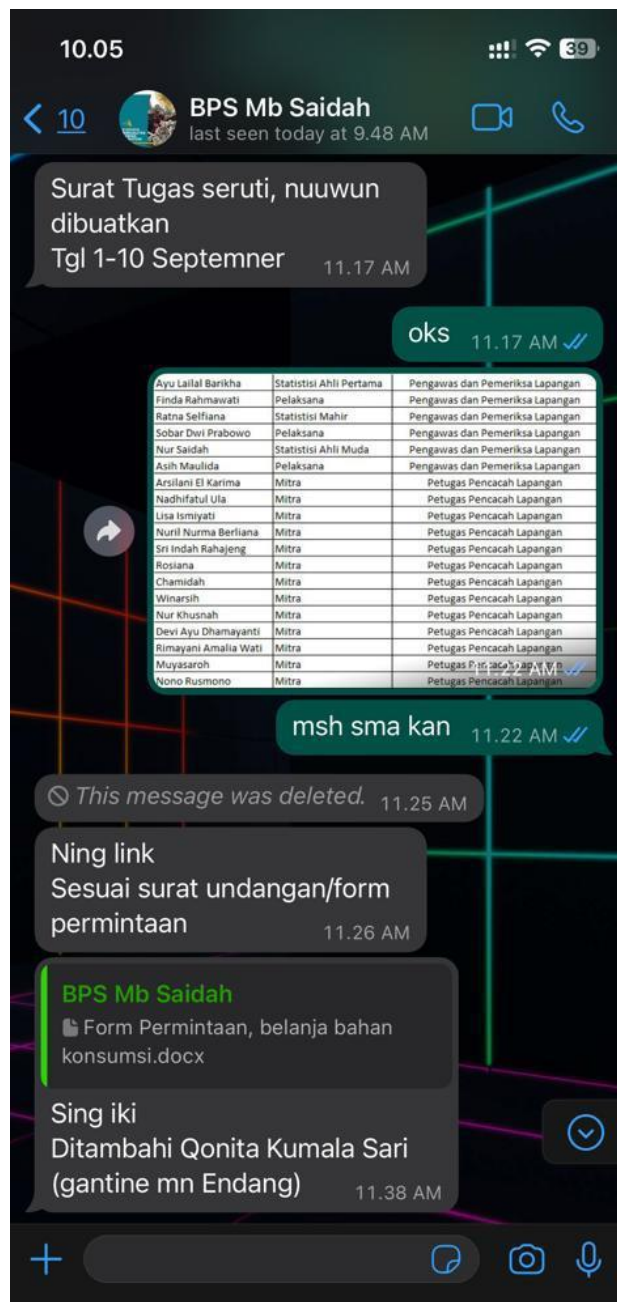 10.05
39
10
BPS Mb Saidah
last seen today at 9.48 AM
Surat Tugas seruti, nuuwun
dibuatkan
Tgl 1-10 Septemner 11.17 AM
oks 11.17 AM
Ayu Lailal Barikha Statistisi Ahli Pertama Pengawas dan Pemeriksa Lapangan
Finda Rahmawati Pelaksana Pengawas dan Pemeriksa Lapangan
Ratna Selfiana Statistisi Mahir Pengawas dan Pemeriksa Lapangan
Sobar Dwi Prabowo Pelaksana Pengawas dan Pemeriksa Lapangan
Nur Saidah Statistisi Ahli Muda Pengawas dan Pemeriksa Lapangan
Asih Maulida Pelaksana Pengawas dan Pemeriksa Lapangan
Arsilani El Karima Mitra Petugas Pencacah Lapangan
Nadhifatul Ula Mitra Petugas Pencacah Lapangan
Lisa Ismiyati Mitra Petugas Pencacah Lapangan
Nuril Nurma Berliana Mitra Petugas Pencacah Lapangan
Sri Indah Rahajeng Mitra Petugas Pencacah Lapangan
Rosiana Mitra Petugas Pencacah Lapangan
Chamidah Mitra Petugas Pencacah Lapangan
Winarsih Mitra Petugas Pencacah Lapangan
Nur Khusnah Mitra Petugas Pencacah Lapangan
Devi Ayu Dhamayanti Mitra Petugas Pencacah Lapangan
Rimayani Amalia Wati Mitra Petugas Pencacah Lapangan
Muyasaroh Mitra Petugas Pencacah Lapangan
11.22 AM
Nono Rusmono Mitra Petugas Pencacah Lapangan
msh sma kan 11.22 AM
This message was deleted. 11.25 AM
Ning link
Sesuai surat undangan/form
permintaan 11.26 AM
BPS Mb Saidah
Form Permintaan, belanja bahan
konsumsi.docx
Sing iki
Ditambahi Qonita Kumala Sari
(gantine mn Endang) 11.38 AM